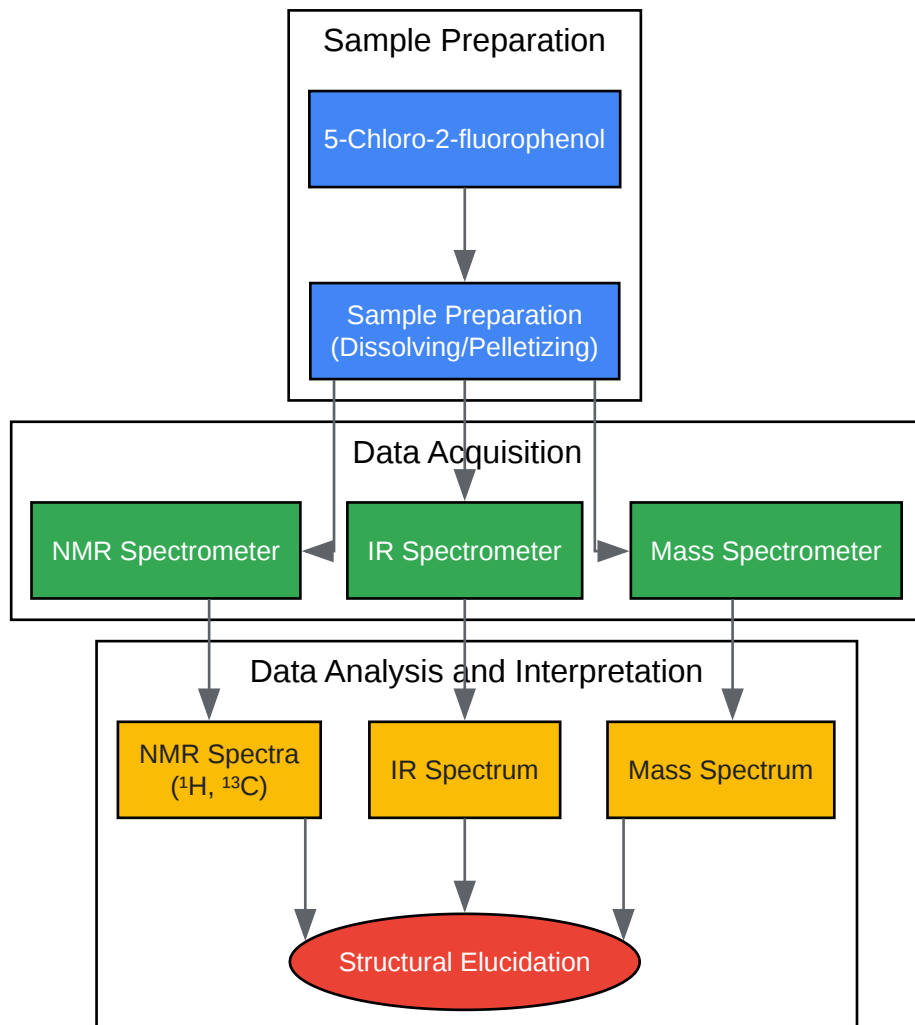 Sample Preparation
5-Chloro-2-fluorophenol
Sample Preparation
(Dissolving/Pelletizing)
Data Acquisition
NMR Spectrometer
IR Spectrometer
Mass Spectrometer
Data Analysis and Interpretation
NMR Spectra
(¹H, ¹³C)
IR Spectrum
Mass Spectrum
Structural Elucidation